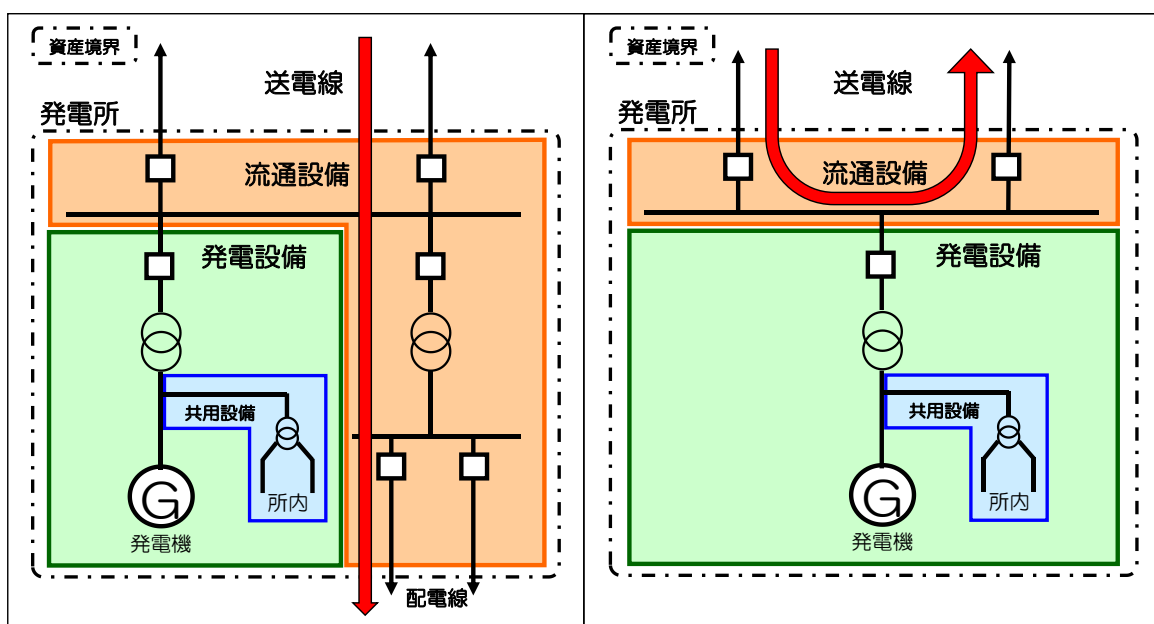 資産境界
送電線
発電所
流通設備
発電設備
共用設備
所内
G
発電機
配電線
資産境界
送電線
発電所
流通設備
発電設備
共用設備
所内
G
発電機